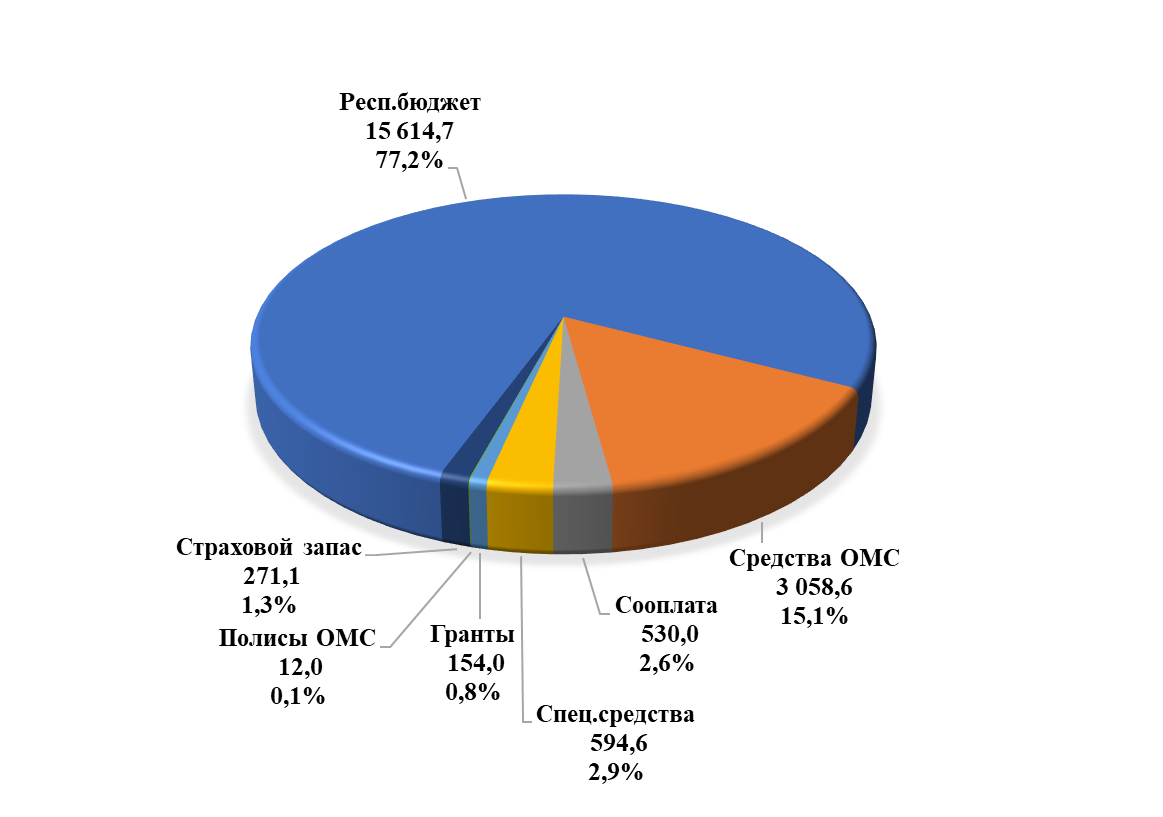 Респ.бюджет
15 614,7
77,2%
Средства ОМС
3 058,6
15,1%
Сооплата
530,0
2,6%
Спец.средства
594,6
2,9%
Гранты
154,0
0,8%
Полисы ОМС
12,0
0,1%
Страховой запас
271,1
1,3%